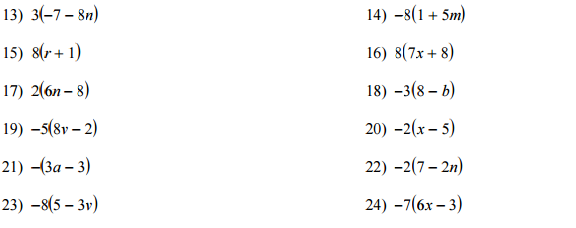 13) 3(−7 − 8n) 14) −8(1 + 5m)
15) 8(r + 1) 16) 8(7x + 8)
17) 2(6n − 8) 18) −3(8 − b)
19) −5(8v − 2) 20) −2(x − 5)
21) −(3a − 3) 22) −2(7 − 2n)
23) −8(5 − 3v) 24) −7(6x − 3)